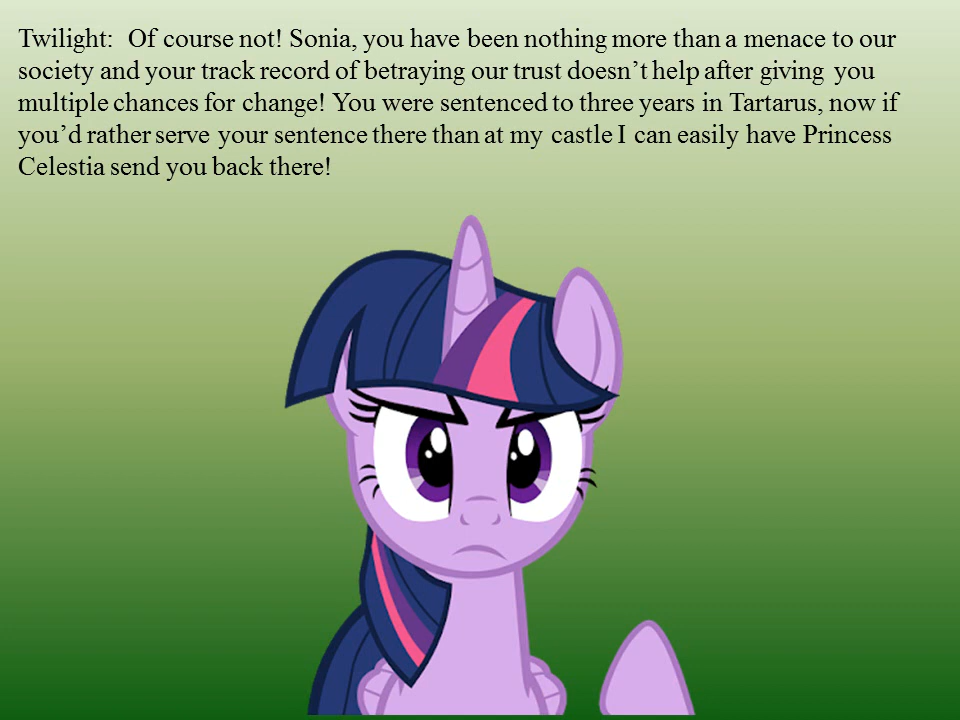 Twilight:  Of course not! Sonia, you have been nothing more than a menace to our
society and your track record of betraying our trust doesn’t help after giving you
multiple chances for change! You were sentenced to three years in Tartarus, now if
you’d rather serve your sentence there than at my castle I can easily have Princess
Celestia send you back there!